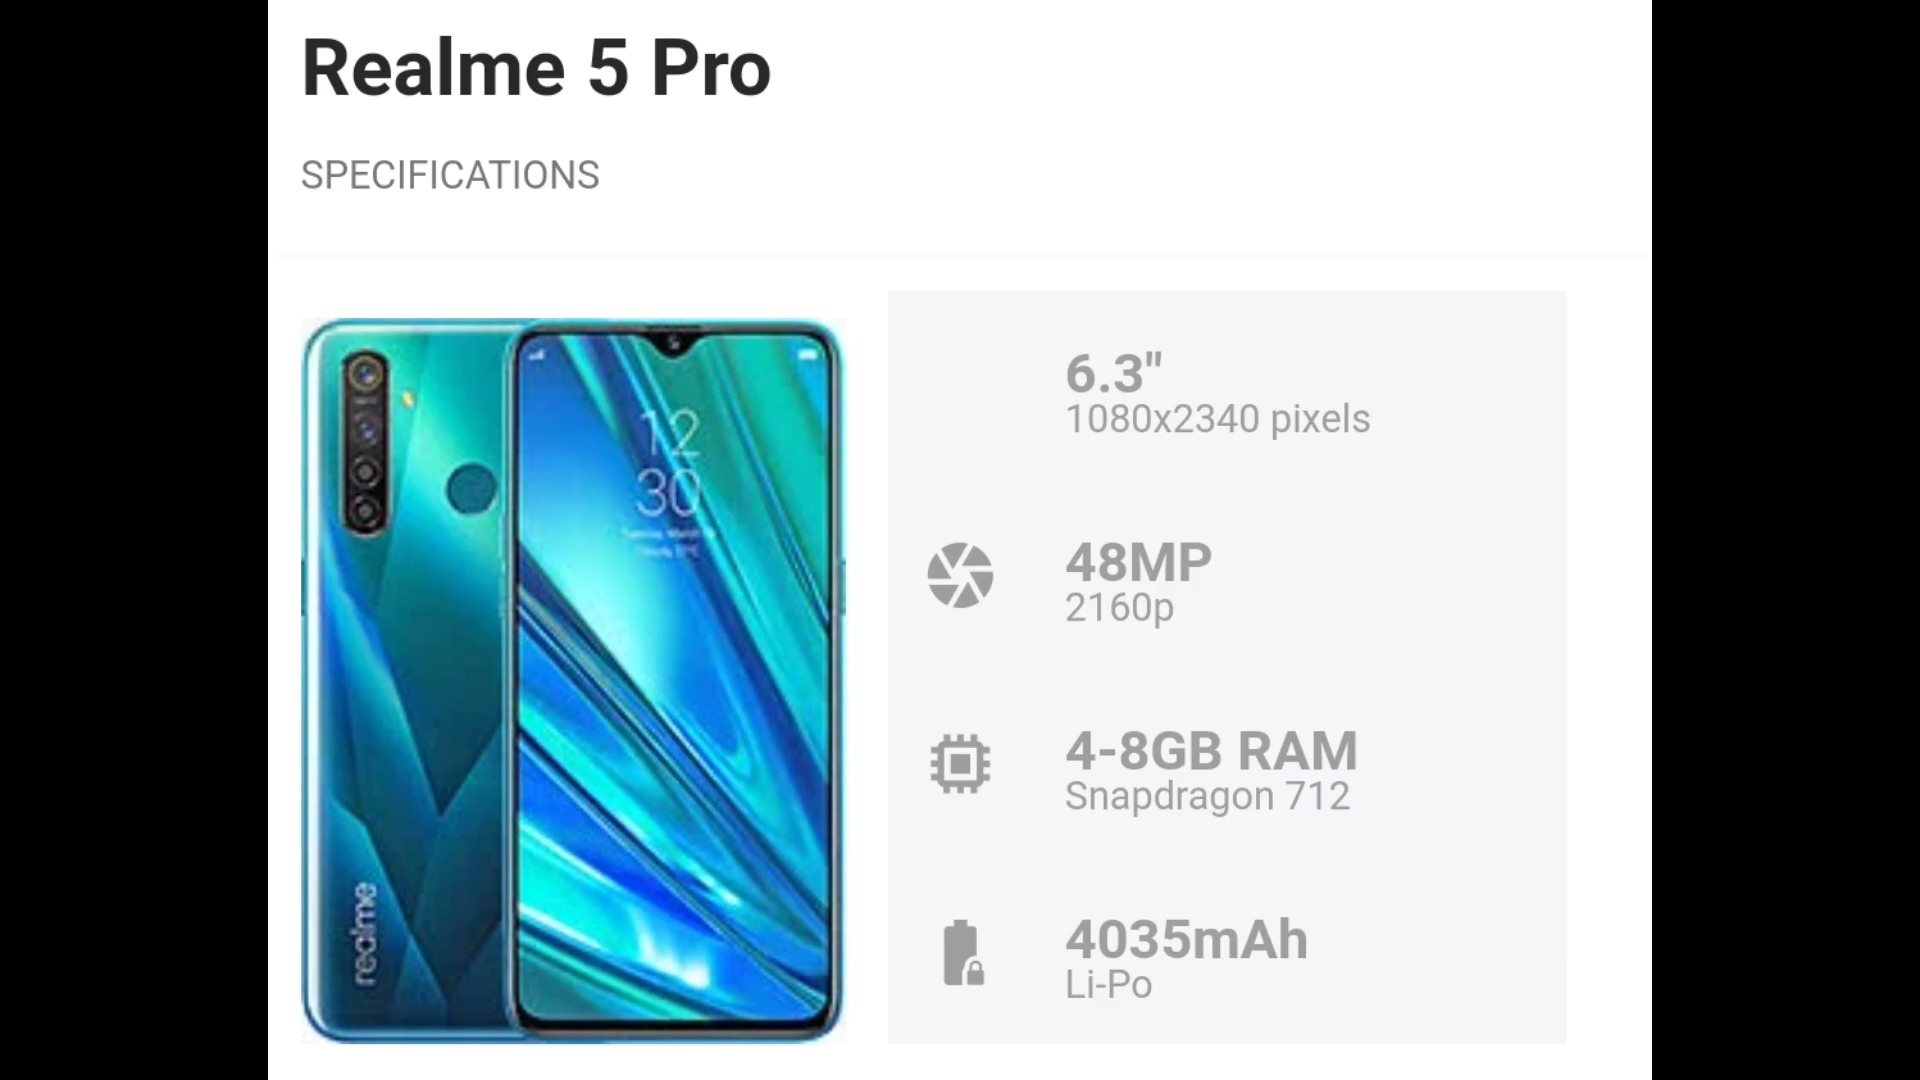 Realme 5 Pro
SPECIFICATIONS
12
30
realme
6.3"
1080x2340 pixels
48MP
2160p
4-8GB RAM
Snapdragon 712
4035mAh
Li-Po